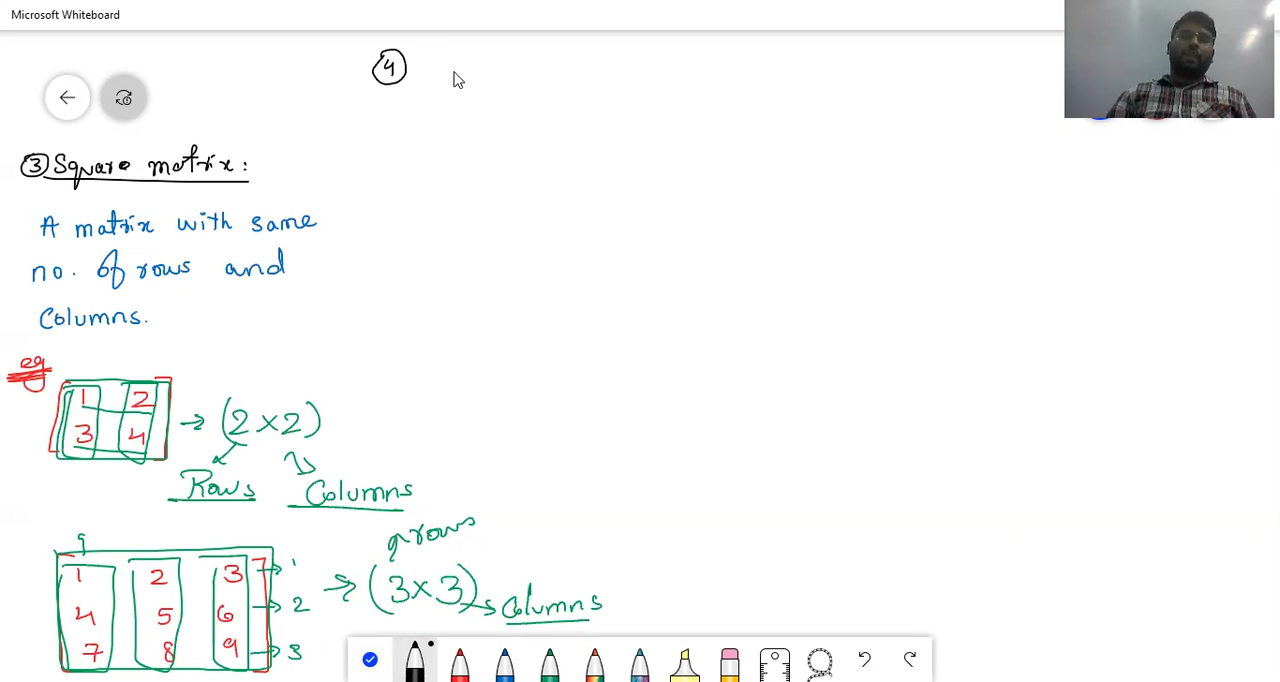 Microsoft Whiteboard
4
3 Square matrix:
A matrix with same
no. of rows and
Columns.
eg
1 2
3 4
→ (2 × 2)
Rows Columns
rows
1 2 3 → 1
4 5 6 → 2
7 8 9 → 3
→ (3 × 3) → Columns